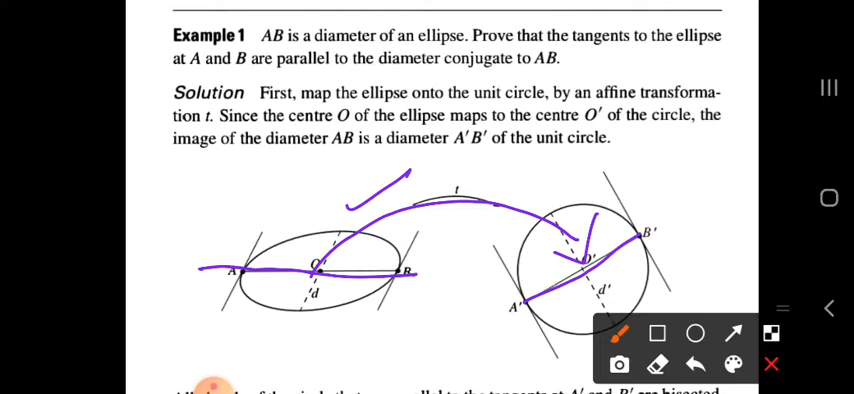 Example 1 AB is a diameter of an ellipse. Prove that the tangents to the ellipse
at A and B are parallel to the diameter conjugate to AB.
Solution First, map the ellipse onto the unit circle, by an affine transforma-
tion t. Since the centre O of the ellipse maps to the centre O′ of the circle, the
image of the diameter AB is a diameter A′B′ of the unit circle.
t
A O B
d
B′
O′
d′
A′